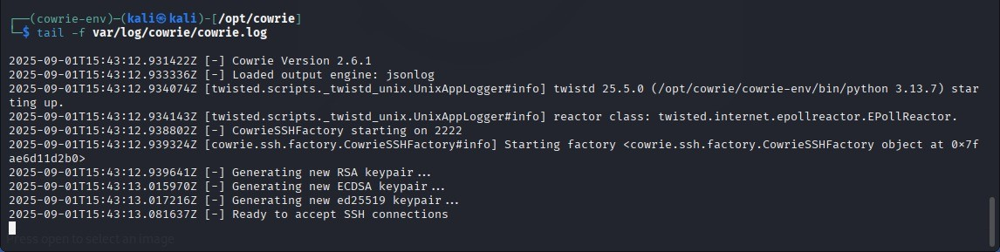 ┌──(cowrie-env)─(kali㉿kali)-[/opt/cowrie]
└─$ tail -f var/log/cowrie/cowrie.log
2025-09-01T15:43:12.931422Z [-] Cowrie Version 2.6.1
2025-09-01T15:43:12.933336Z [-] Loaded output engine: jsonlog
2025-09-01T15:43:12.934074Z [twisted.scripts._twistd_unix.UnixAppLogger#info] twistd 25.5.0 (/opt/cowrie/cowrie-env/bin/python 3.13.7) star
ting up.
2025-09-01T15:43:12.934143Z [twisted.scripts._twistd_unix.UnixAppLogger#info] reactor class: twisted.internet.epollreactor.EPollReactor.
2025-09-01T15:43:12.938802Z [-] CowrieSSHFactory starting on 2222
2025-09-01T15:43:12.939324Z [cowrie.ssh.factory.CowrieSSHFactory#info] Starting factory <cowrie.ssh.factory.CowrieSSHFactory object at 0×7f
ae6d11d2b0>
2025-09-01T15:43:12.939641Z [-] Generating new RSA keypair...
2025-09-01T15:43:13.015970Z [-] Generating new ECDSA keypair...
2025-09-01T15:43:13.017216Z [-] Generating new ed25519 keypair...
2025-09-01T15:43:13.081637Z [-] Ready to accept SSH connections
Press open to select an image